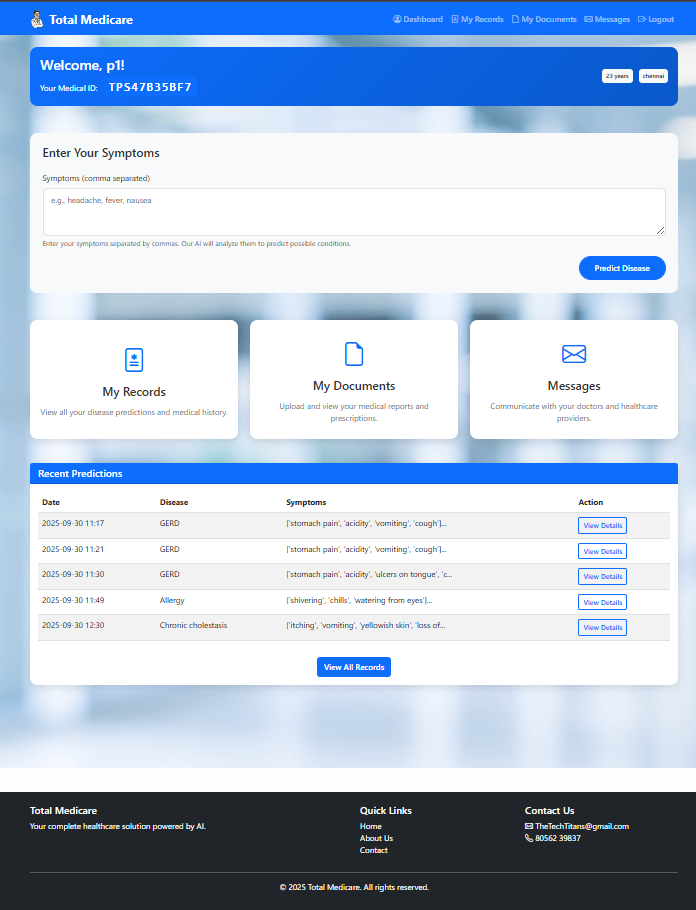 Total Medicare
Dashboard My Records My Documents Messages Logout
Welcome, p1!
Your Medical ID: TPS47B35BF7
23 years chennai
Enter Your Symptoms
Symptoms (comma separated)
e.g., headache, fever, nausea
Enter your symptoms separated by commas. Our AI will analyze them to predict possible conditions.
Predict Disease
My Records
View all your disease predictions and medical history.
My Documents
Upload and view your medical reports and
prescriptions.
Messages
Communicate with your doctors and healthcare
providers.
Recent Predictions
Date Disease Symptoms Action
2025-09-30 11:17 GERD ['stomach pain', 'acidity', 'vomiting', 'cough']... View Details
2025-09-30 11:21 GERD ['stomach pain', 'acidity', 'vomiting', 'cough']... View Details
2025-09-30 11:30 GERD ['stomach pain', 'acidity', 'ulcers on tongue', 'c... View Details
2025-09-30 11:49 Allergy ['shivering', 'chills', 'watering from eyes']... View Details
2025-09-30 12:30 Chronic cholestasis ['itching', 'vomiting', 'yellowish skin', 'loss of... View Details
View All Records
Total Medicare
Your complete healthcare solution powered by AI.
Quick Links
Home
About Us
Contact
Contact Us
TheTechTitans@gmail.com
80562 39837
© 2025 Total Medicare. All rights reserved.